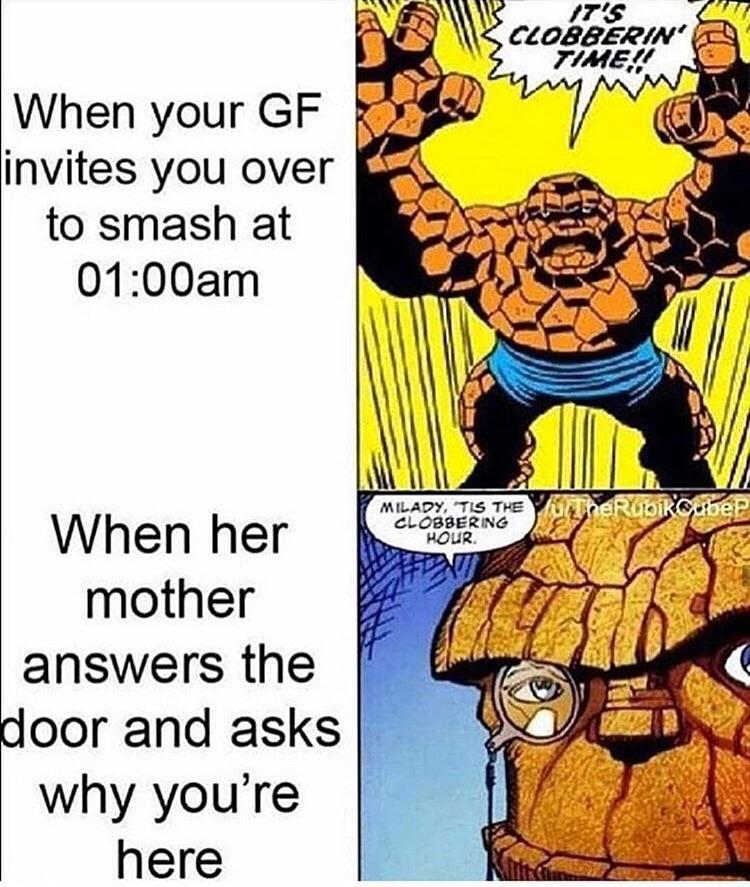 When your GF
invites you over
to smash at
01:00am
IT'S
CLOBBERIN'
TIME!!
When her
mother
answers the
door and asks
why you're
here
MILADY, 'TIS THE
CLOBBERING
HOUR.
/u/TheRubikCubeP